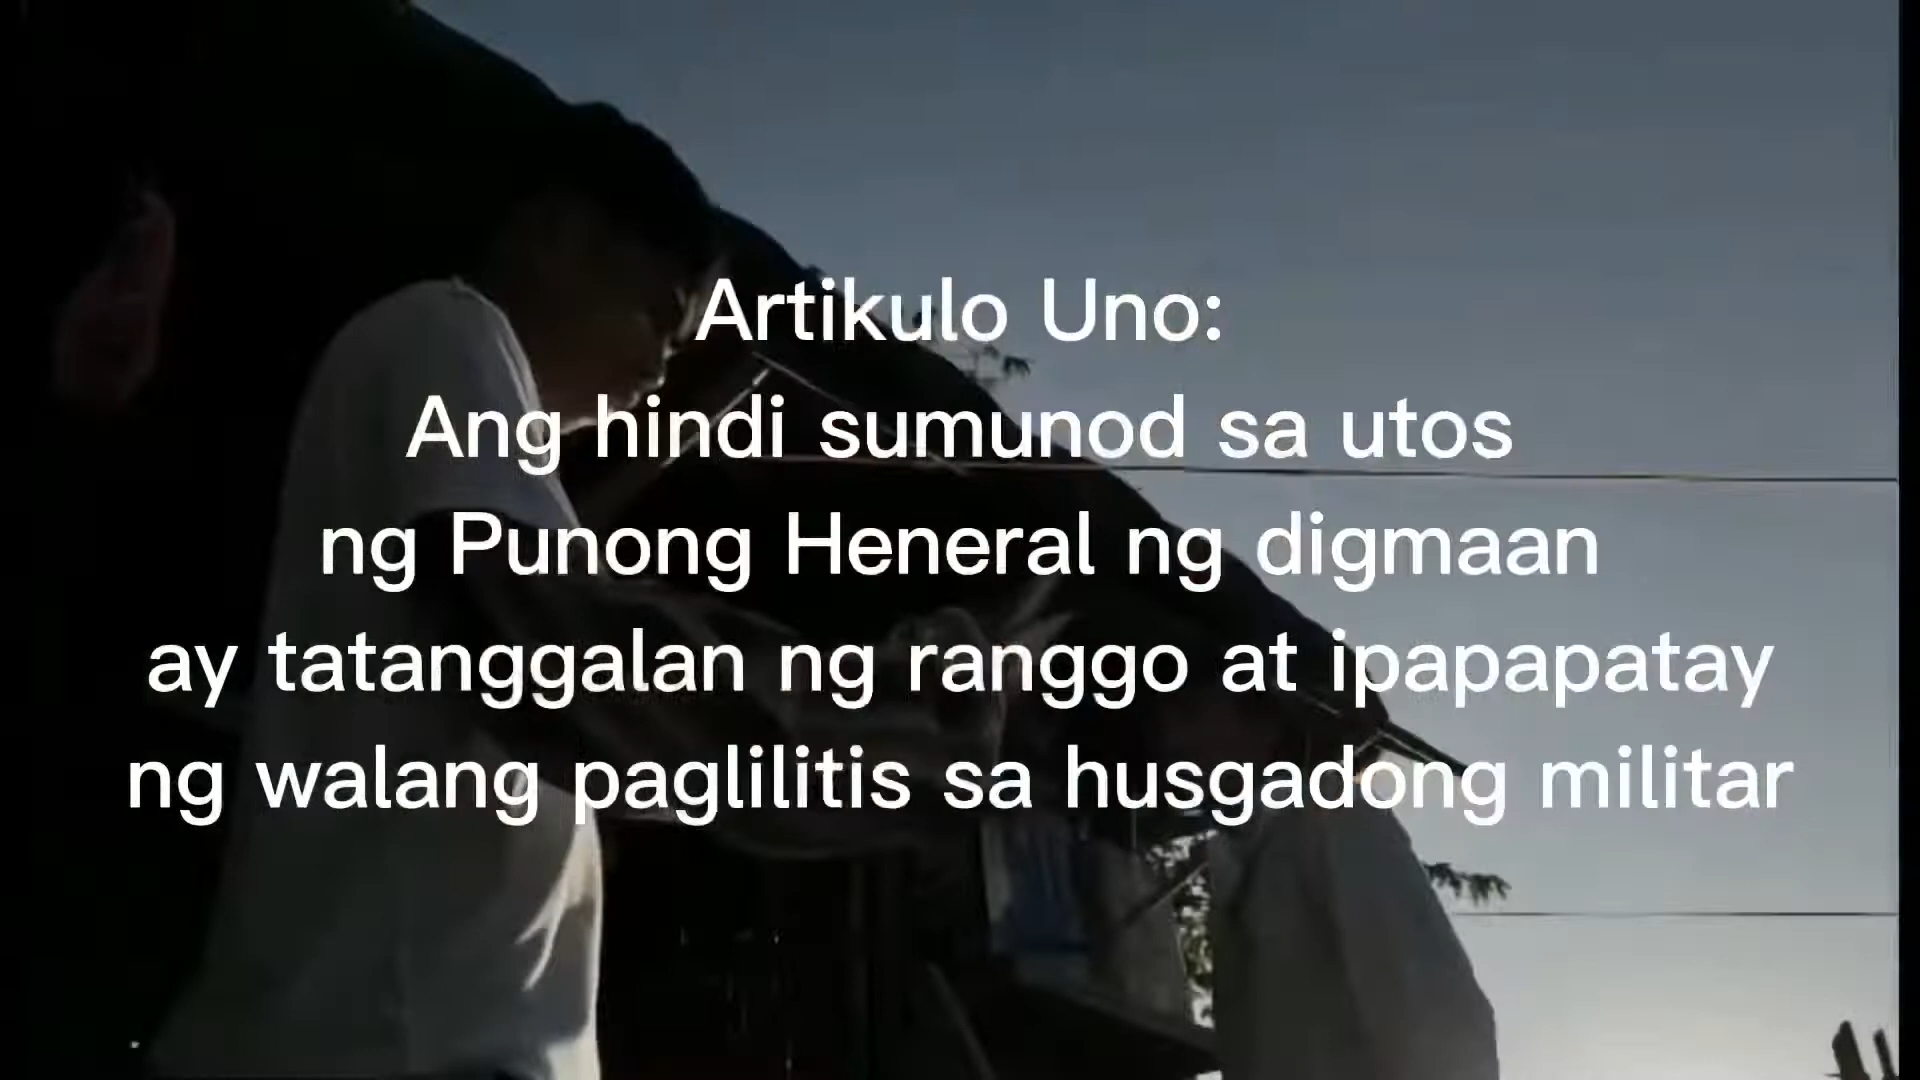 Artikulo Uno:
Ang hindi sumunod sa utos
ng Punong Heneral ng digmaan
ay tatanggalan ng ranggo at ipapapatay
ng walang paglilitis sa husgadong militar